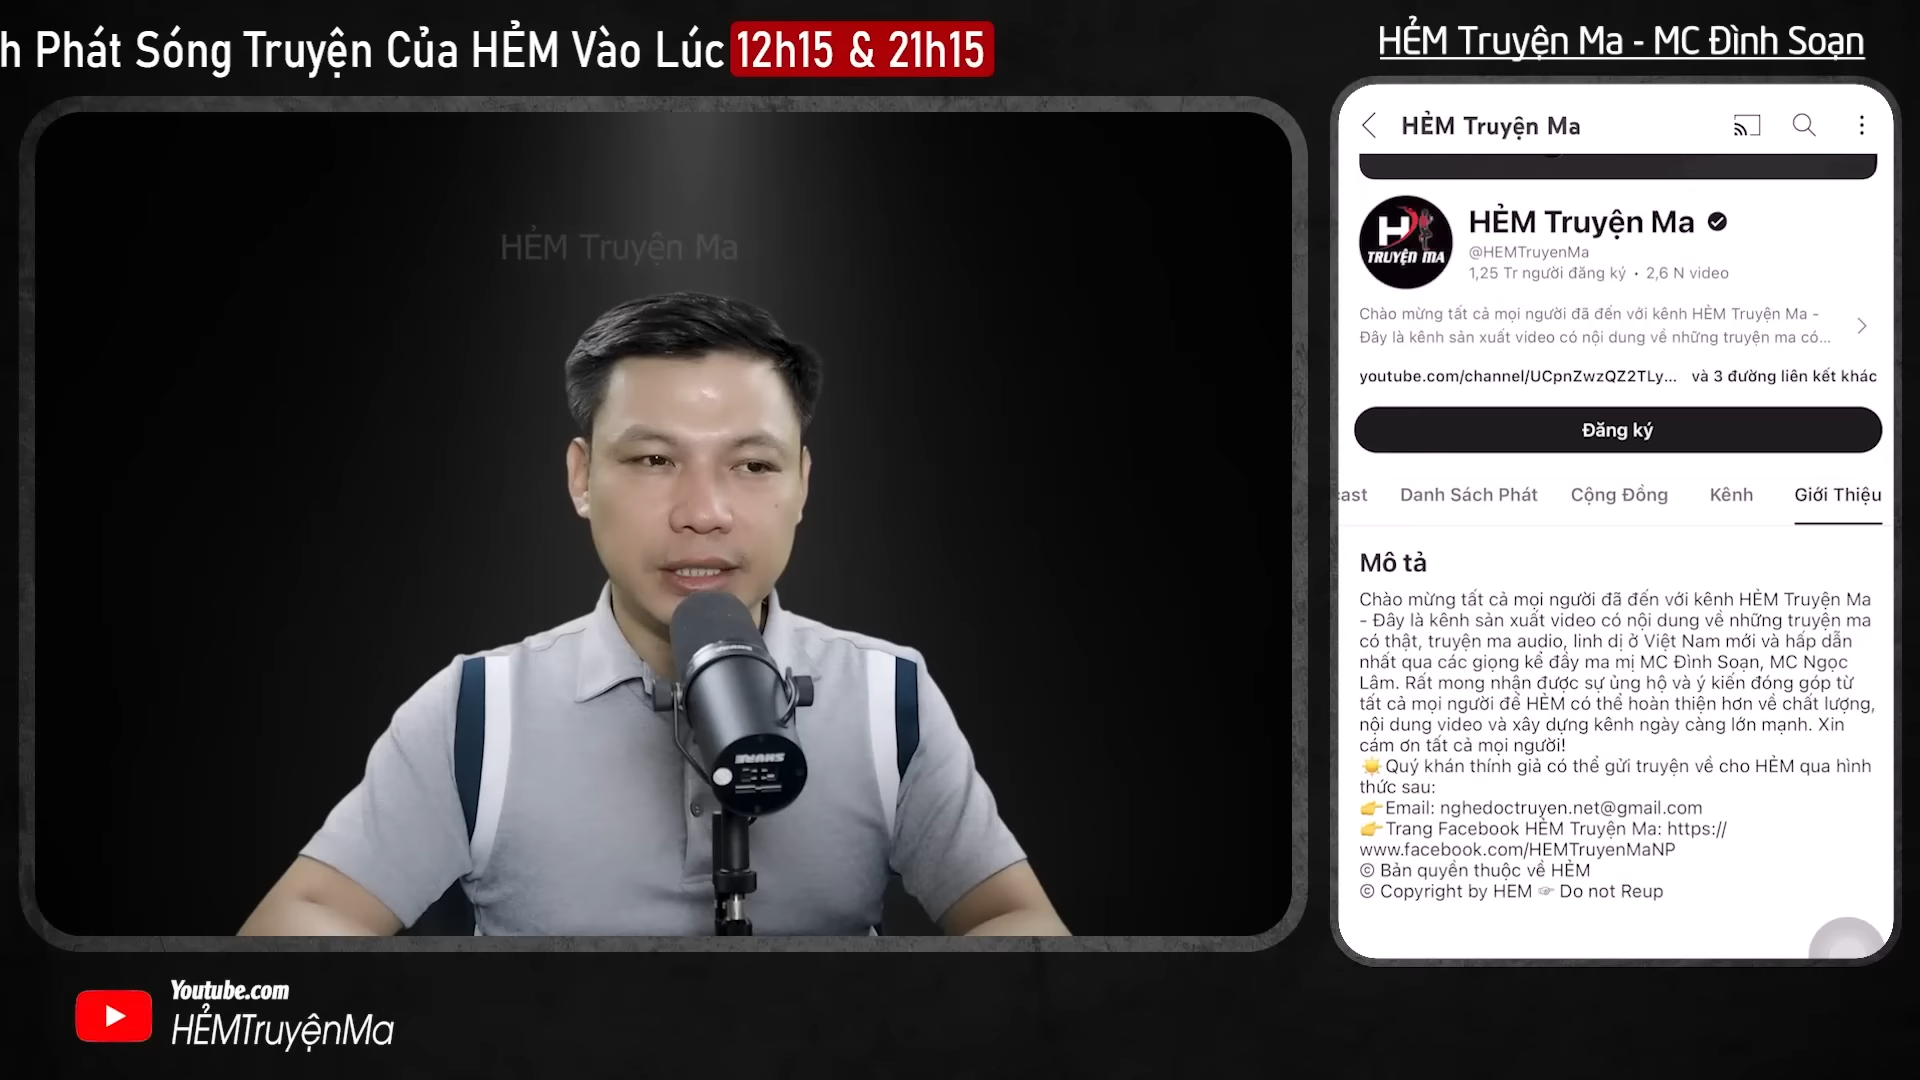 h Phát Sóng Truyện Của HẺM Vào Lúc 12h15 & 21h15
HẺM Truyện Ma - MC Đình Soạn
HẺM Truyện Ma
HẺM Truyện Ma
H
TRUYỆN MA
HẺM Truyện Ma
@HEMTruyenMa
1,25 Tr người đăng ký • 2,6 N video
Chào mừng tất cả mọi người đã đến với kênh HẺM Truyện Ma -
Đây là kênh sản xuất video có nội dung về những truyện ma có...
youtube.com/channel/UCpnZwzQZ2TLy... và 3 đường liên kết khác
Đăng ký
cast Danh Sách Phát Cộng Đồng Kênh Giới Thiệu
Mô tả
Chào mừng tất cả mọi người đã đến với kênh HẺM Truyện Ma
- Đây là kênh sản xuất video có nội dung về những truyện ma
có thật, truyện ma audio, linh dị ở Việt Nam mới và hấp dẫn
nhất qua các giọng kể đầy ma mị MC Đình Soạn, MC Ngọc
Lâm. Rất mong nhận được sự ủng hộ và ý kiến đóng góp từ
tất cả mọi người để HẺM có thể hoàn thiện hơn về chất lượng,
nội dung video và xây dựng kênh ngày càng lớn mạnh. Xin
cám ơn tất cả mọi người!
☀️Quý khán thính giả có thể gửi truyện về cho HẺM qua hình
thức sau:
👉Email: nghedoctruyen.net@gmail.com
👉Trang Facebook HẺM Truyện Ma: https://
www.facebook.com/HEMTruyenMaNP
© Bản quyền thuộc về HẺM
© Copyright by HEM ☞ Do not Reup
SHURE
Youtube.com
HẺMTruyệnMa